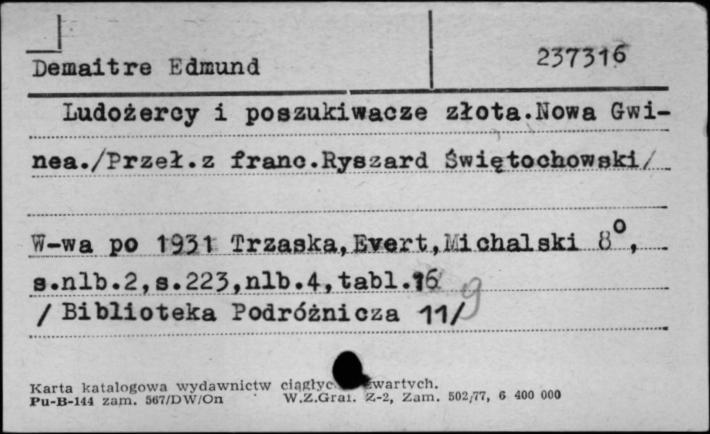 Demaitre Edmund 237316
Ludożercy i poszukiwacze złota.Nowa Gwi-
nea./Przeł.z franc.Ryszard Świętochowski/
W-wa po 1931 Trzaska,Evert,Michalski 8°,
s.nlb.2,s.223,nlb.4,tabl.16
/Biblioteka Podróżnicza 11/ 9
Karta katalogowa wydawnictw
Pu-B-144 zam. 567/DW/On W.Z.Graf. Z-2, Zam. 502/77, 6 400 000